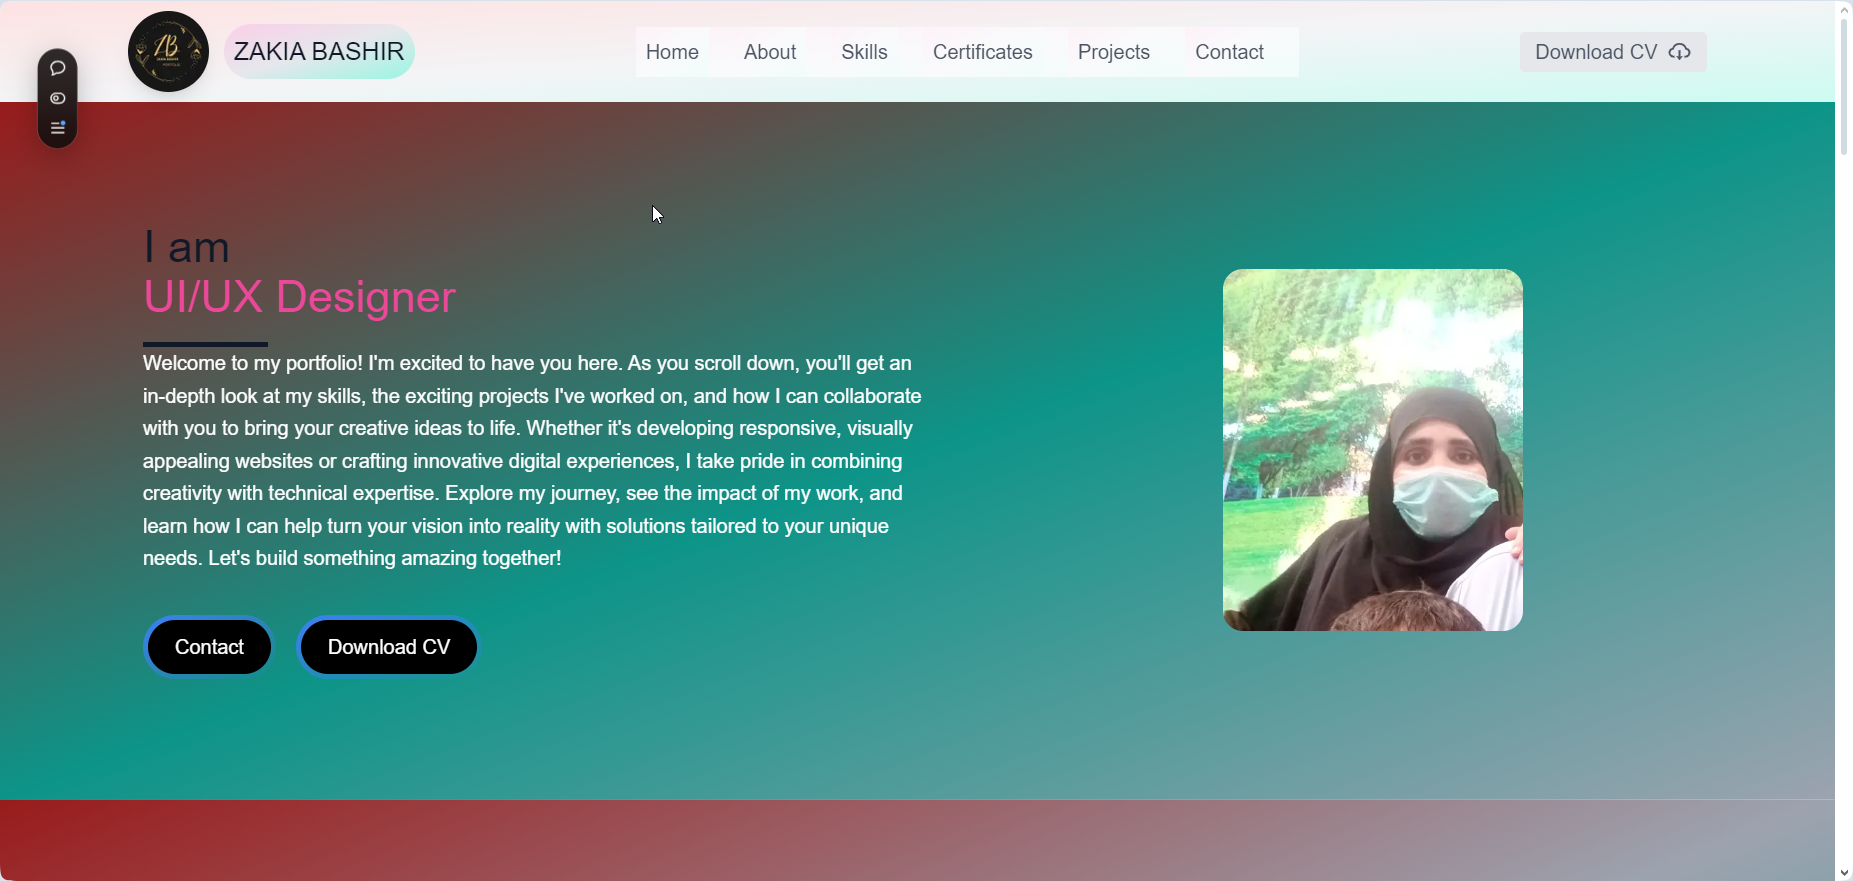 ZB
ZAKIA BASHIR
Home
About
Skills
Certificates
Projects
Contact
Download CV
I am
UI/UX Designer
Welcome to my portfolio! I'm excited to have you here. As you scroll down, you'll get an
in-depth look at my skills, the exciting projects I've worked on, and how I can collaborate
with you to bring your creative ideas to life. Whether it's developing responsive, visually
appealing websites or crafting innovative digital experiences, I take pride in combining
creativity with technical expertise. Explore my journey, see the impact of my work, and
learn how I can help turn your vision into reality with solutions tailored to your unique
needs. Let's build something amazing together!
Contact
Download CV